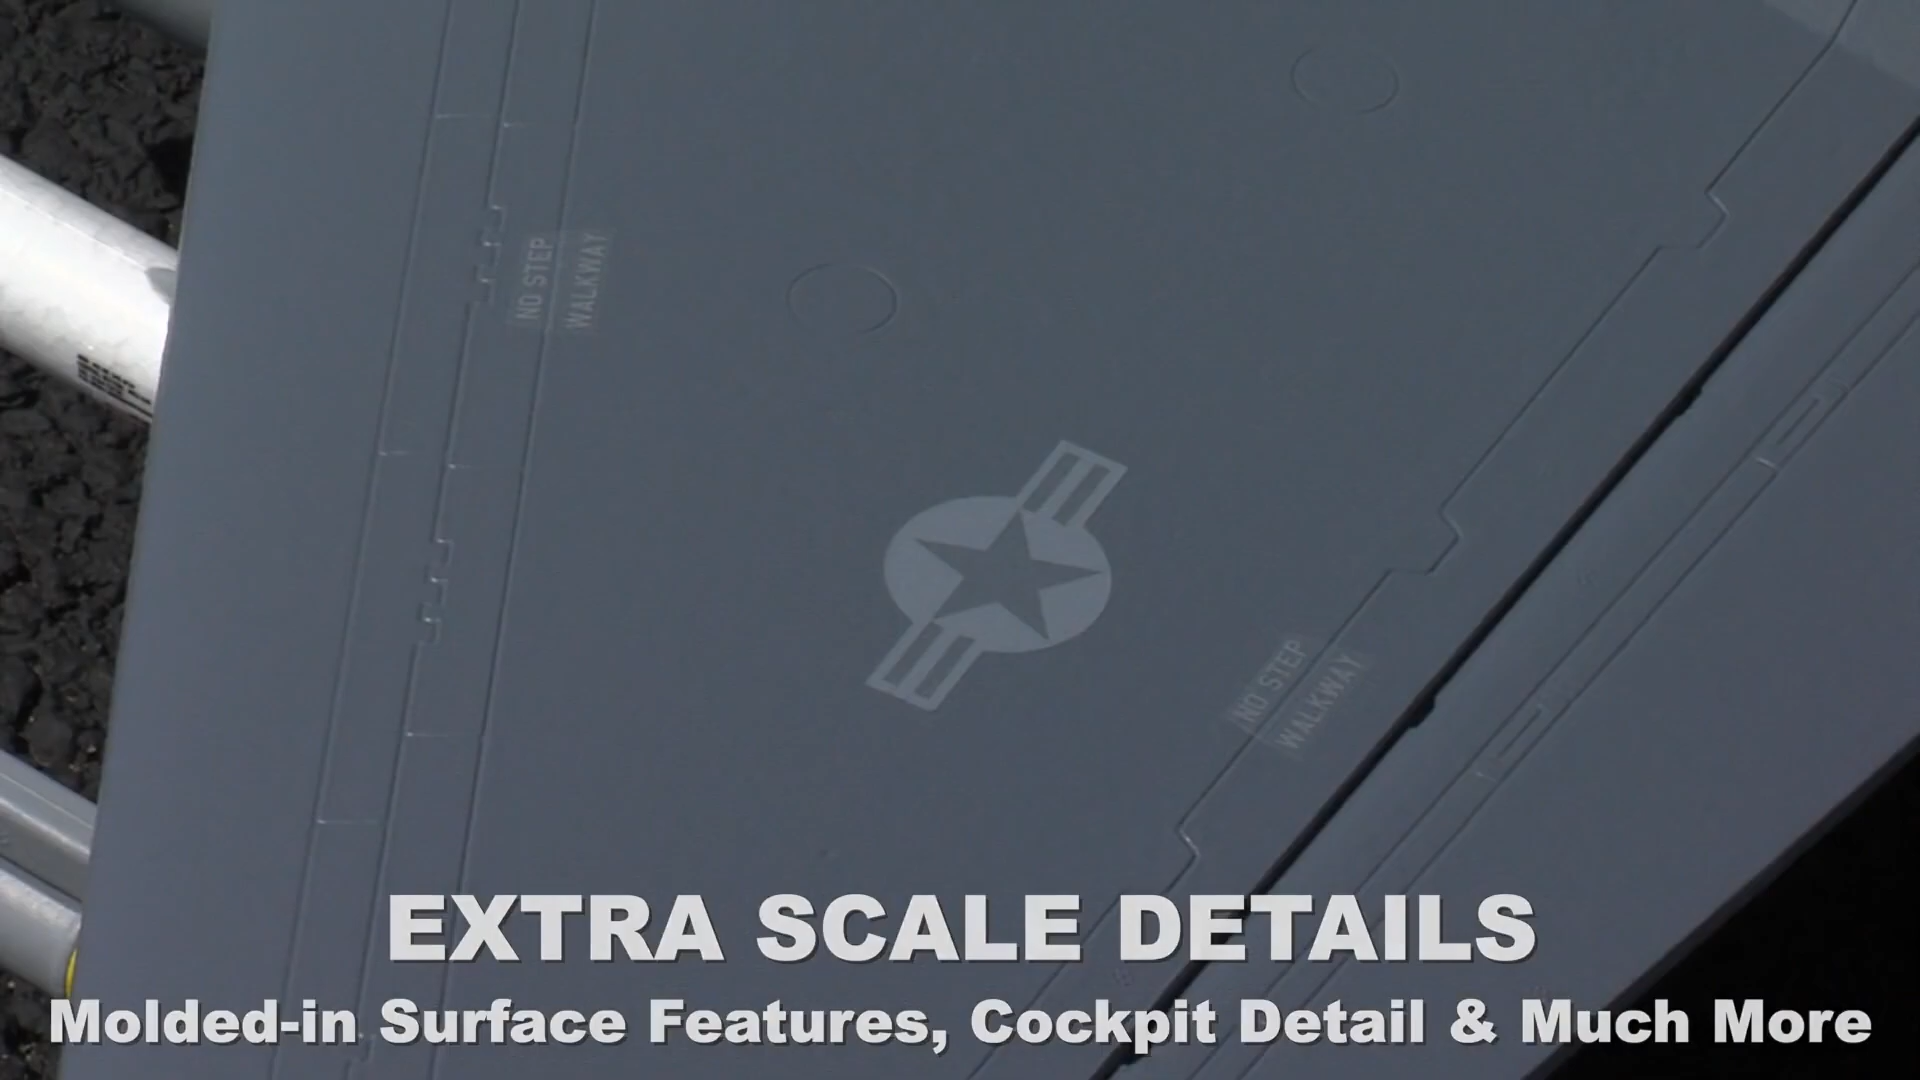 NO STEP
WALKWAY
NO STEP
WALKWAY
EXTRA SCALE DETAILS
Molded-in Surface Features, Cockpit Detail & Much More